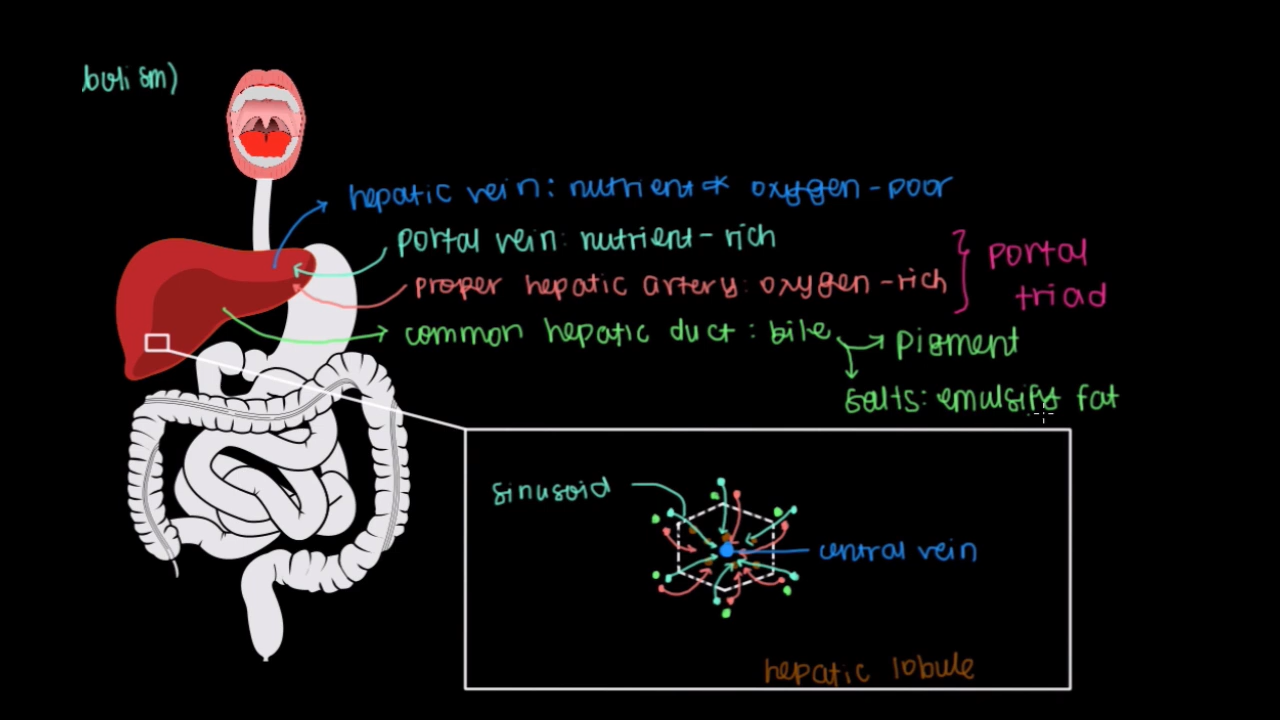 bolism)
hepatic vein: nutrient & oxygen-poor
portal vein: nutrient-rich
proper hepatic artery: oxygen-rich
portal
triad
common hepatic duct: bile
pigment
salts: emulsify fat
sinusoid
central vein
hepatic lobule